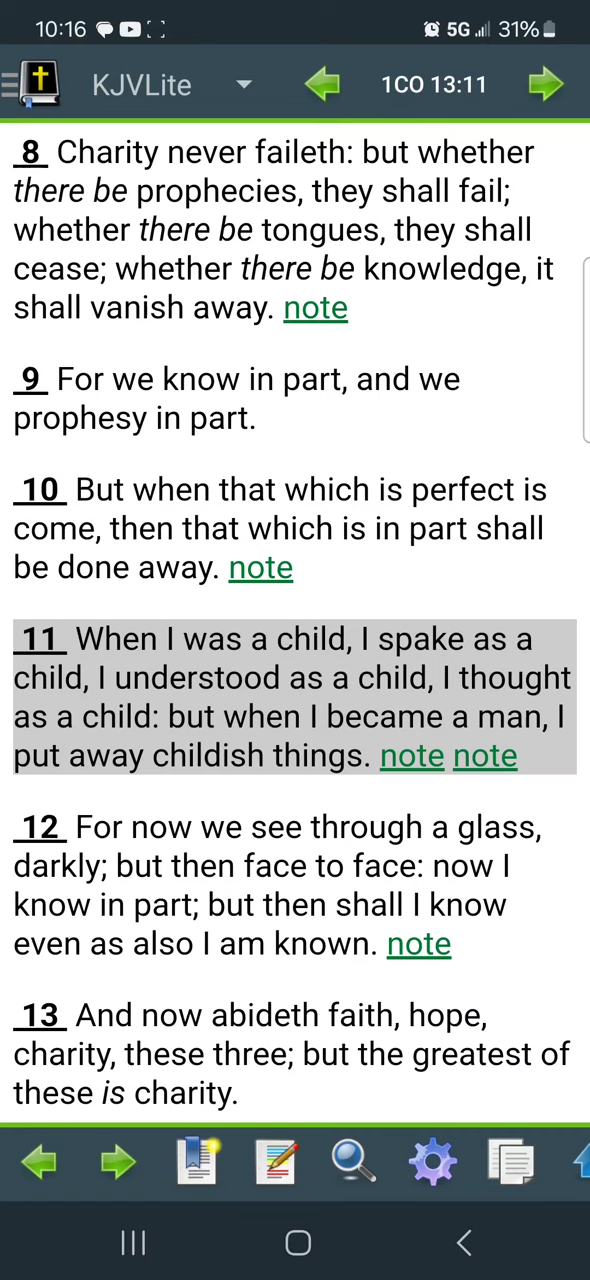 10:16 5G 31%
KJVLite 1CO 13:11
8 Charity never faileth: but whether
there be prophecies, they shall fail;
whether there be tongues, they shall
cease; whether there be knowledge, it
shall vanish away. note
9 For we know in part, and we
prophesy in part.
10 But when that which is perfect is
come, then that which is in part shall
be done away. note
11 When I was a child, I spake as a
child, I understood as a child, I thought
as a child: but when I became a man, I
put away childish things. note note
12 For now we see through a glass,
darkly; but then face to face: now I
know in part; but then shall I know
even as also I am known. note
13 And now abideth faith, hope,
charity, these three; but the greatest of
these is charity.